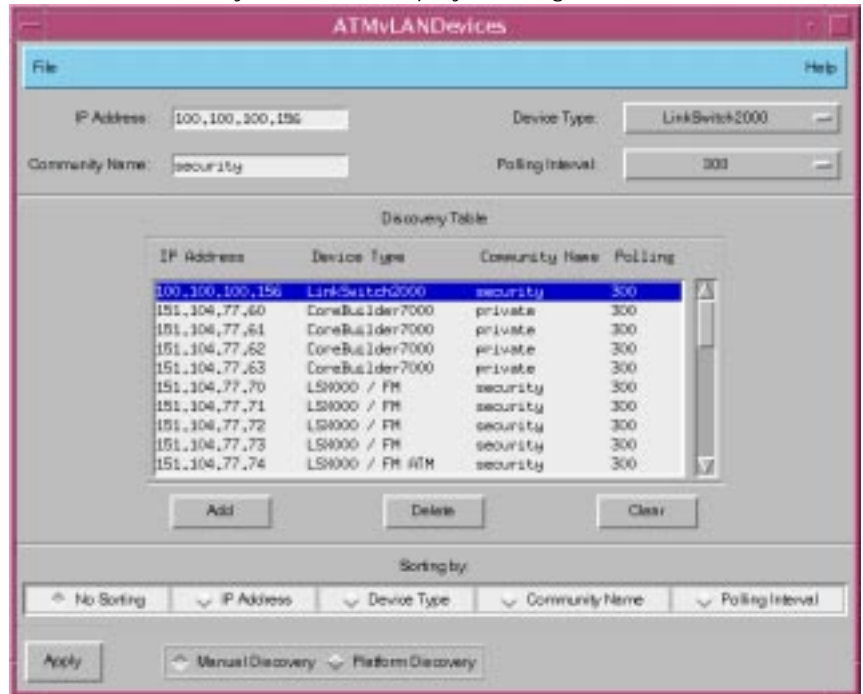 ATMvLANDevices
File Help
IP Address: 100.100.100.156 Device Type: LinkSwitch2000
Community Name: security Polling Interval: 300
Discovery Table
IP Address Device Type Community Name Polling
100.100.100.156 LinkSwitch2000 security 300
151.104.77.60 CoreBuilder7000 private 300
151.104.77.61 CoreBuilder7000 private 300
151.104.77.62 CoreBuilder7000 private 300
151.104.77.63 CoreBuilder7000 private 300
151.104.77.70 / FM security 300
151.104.77.71 / FM security 300
151.104.77.72 / FM security 300
151.104.77.73 / FM security 300
151.104.77.74 / FM ATM security 300
Add Delete Clear
Sorting by:
No Sorting IP Address Device Type Community Name Polling Interval
Apply Manual Discovery Platform Discovery